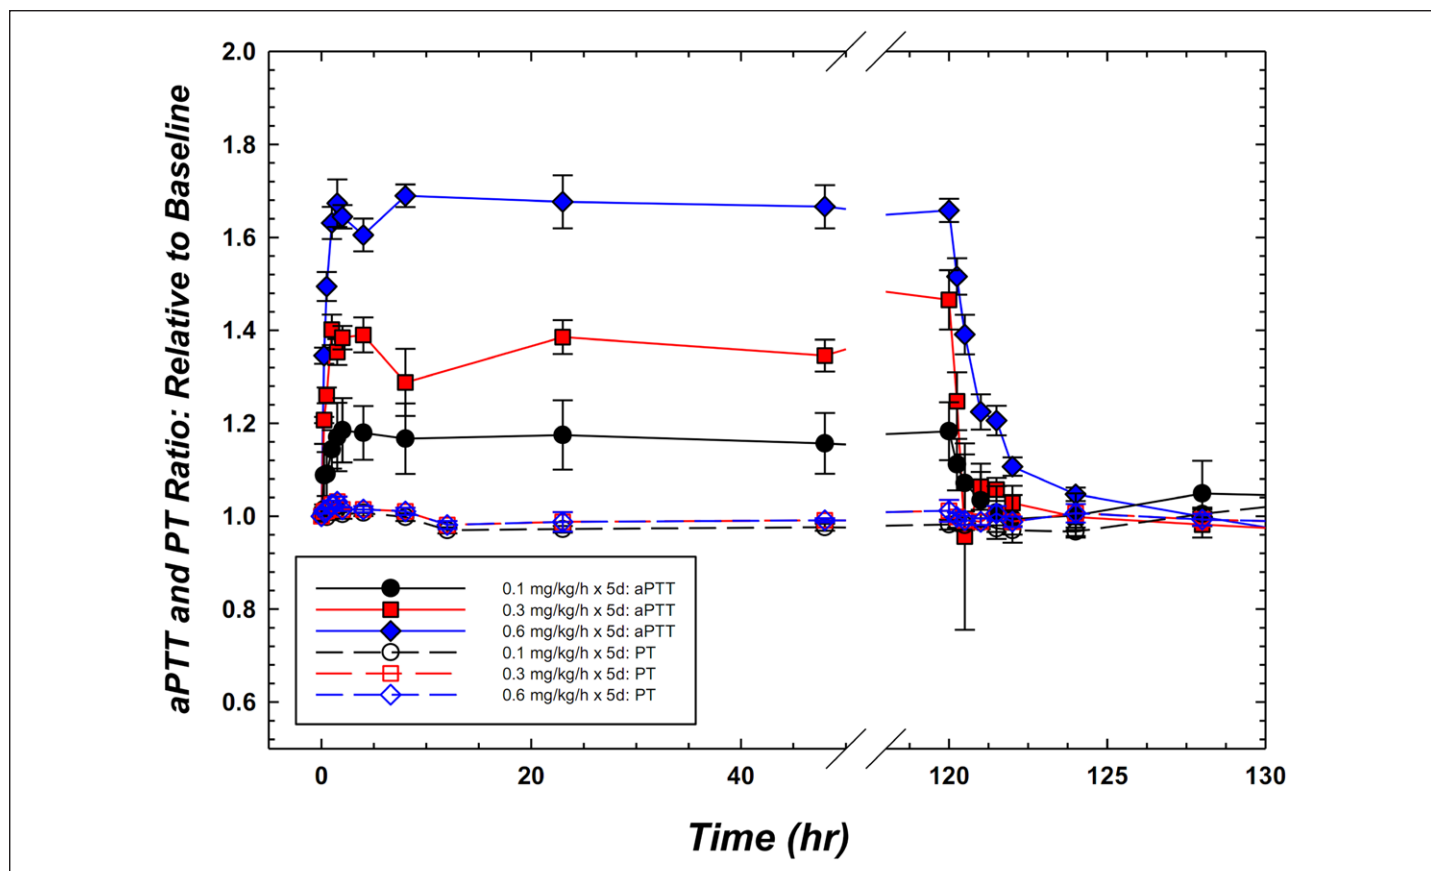 aPTT and PT Ratio: Relative to Baseline
2.0
1.8
1.6
1.4
1.2
1.0
0.8
0.6
0.1 mg/kg/h x 5d: aPTT
0.3 mg/kg/h x 5d: aPTT
0.6 mg/kg/h x 5d: aPTT
0.1 mg/kg/h x 5d: PT
0.3 mg/kg/h x 5d: PT
0.6 mg/kg/h x 5d: PT
0 20 40 120 125 130
Time (hr)